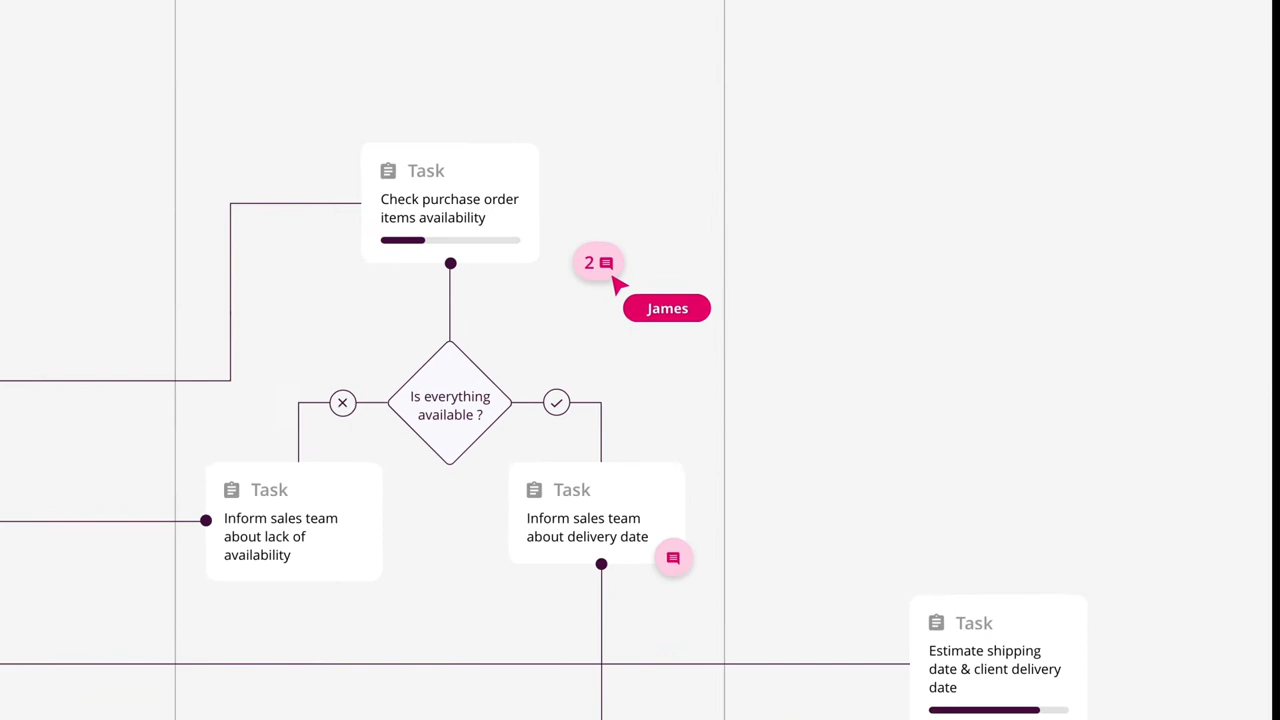 Task
Check purchase order
items availability
2
James
Is everything
available ?
Task
Inform sales team
about lack of
availability
Task
Inform sales team
about delivery date
Task
Estimate shipping
date & client delivery
date